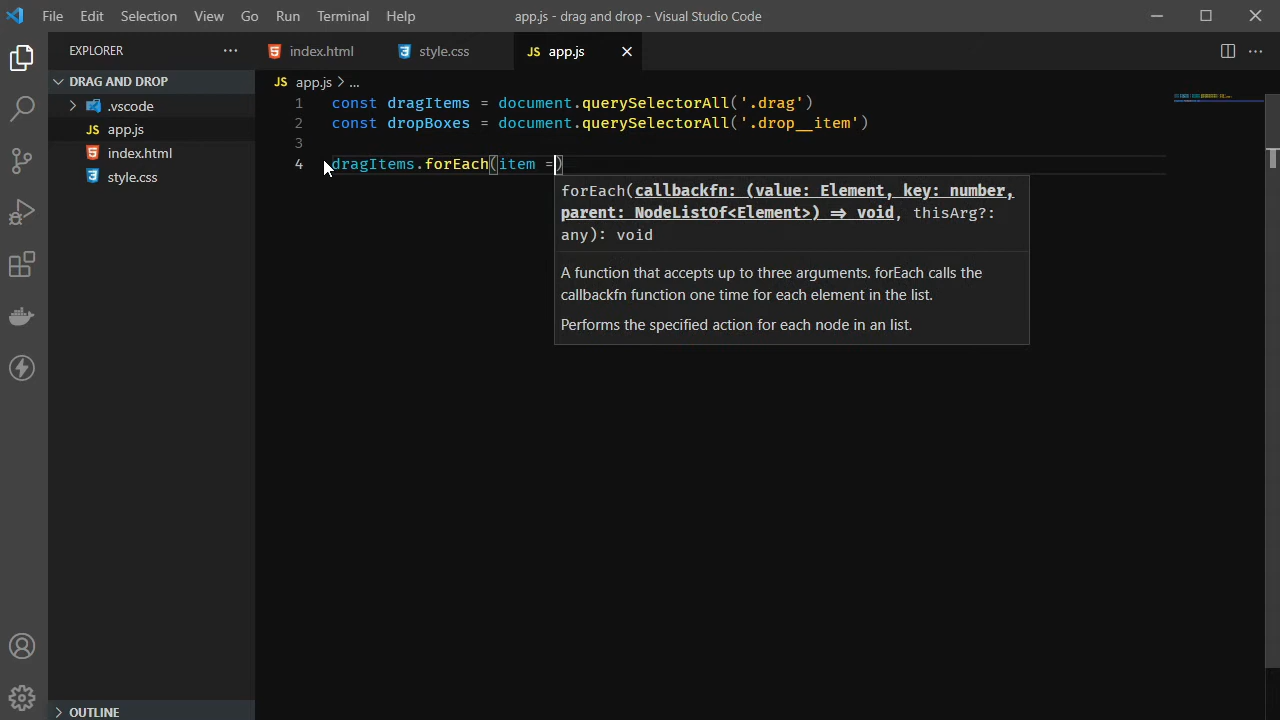 File Edit Selection View Go Run Terminal Help app.js - drag and drop - Visual Studio Code
EXPLORER
index.html
style.css
JS app.js
DRAG AND DROP
JS app.js > ...
.vscode
JS app.js
index.html
style.css
1 const dragItems = document.querySelectorAll('.drag')
2 const dropBoxes = document.querySelectorAll('.drop__item')
3
4 dragItems.forEach(item =)
forEach(callbackfn: (value: Element, key: number,
parent: NodeListOf<Element>) => void, thisArg?:
any): void
A function that accepts up to three arguments. forEach calls the
callbackfn function one time for each element in the list.
Performs the specified action for each node in an list.
OUTLINE